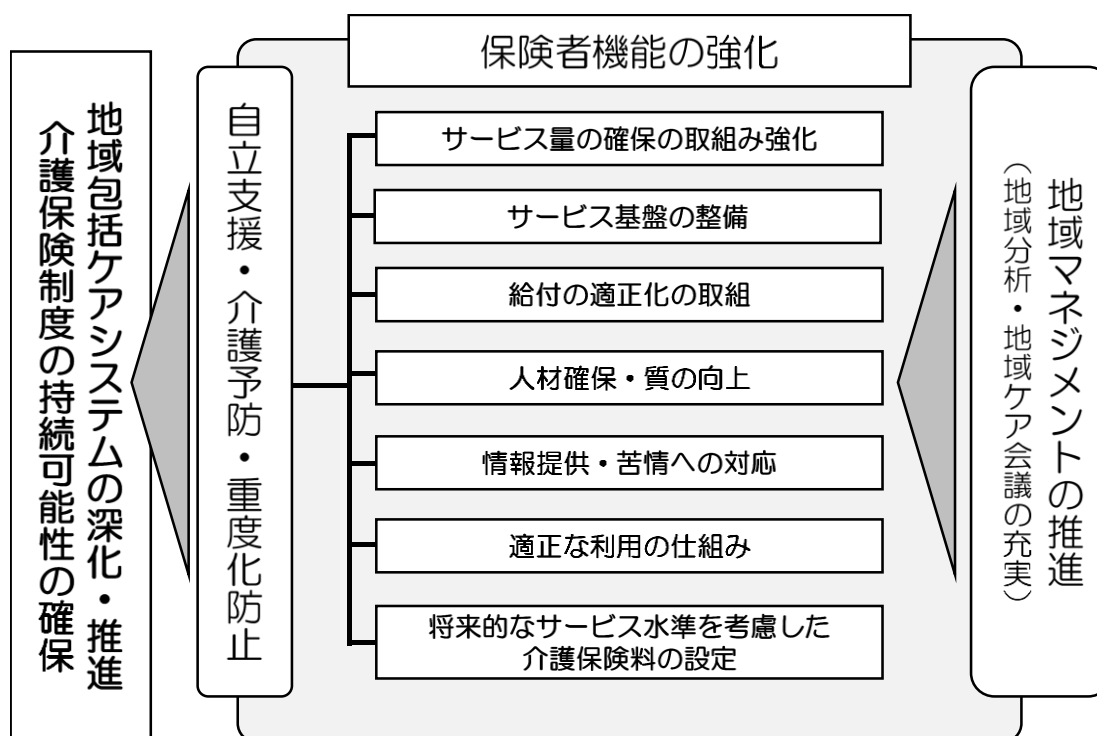 保険者機能の強化
地域包括ケアシステムの深化・推進
介護保険制度の持続可能性の確保
自立支援・介護予防・重度化防止
サービス量の確保の取組み強化
サービス基盤の整備
給付の適正化の取組
人材確保・質の向上
情報提供・苦情への対応
適正な利用の仕組み
将来的なサービス水準を考慮した
介護保険料の設定
地域マネジメントの推進
（地域分析・地域ケア会議の充実）